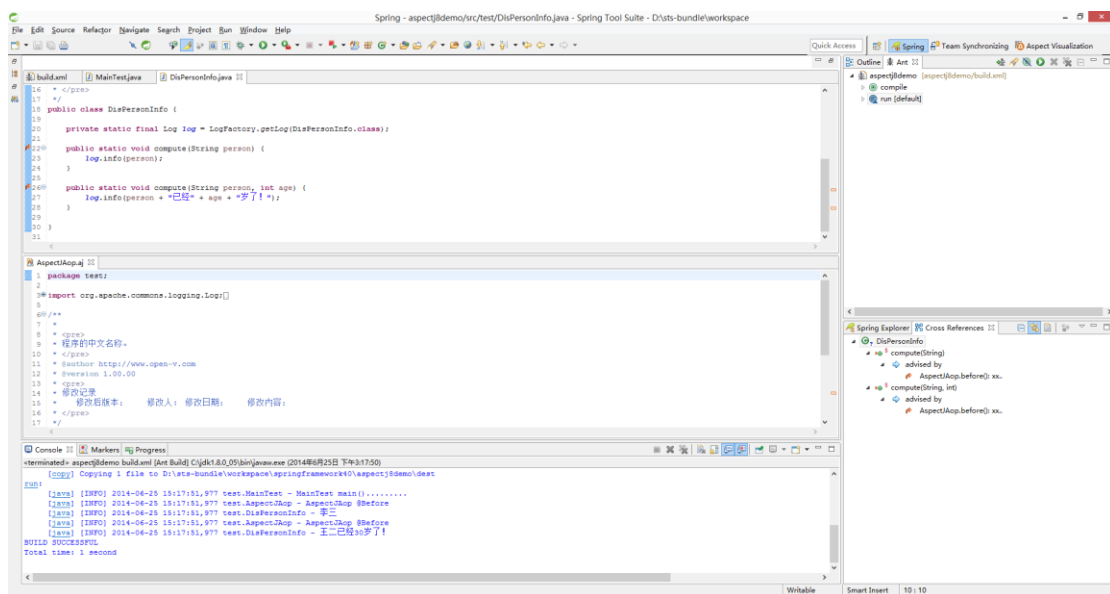 Spring - aspectj8demo/src/test/DisPersonInfo.java - Spring Tool Suite - D:\sts-bundle\workspace
File Edit Source Refactor Navigate Search Project Run Window Help
Quick Access Spring Team Synchronizing Aspect Visualization
build.xml MainTest.java DisPersonInfo.java
16 * </pre>
17 */
18 public class DisPersonInfo {
19
20 private static final Log log = LogFactory.getLog(DisPersonInfo.class);
21
22 public static void compute(String person) {
23 log.info(person);
24 }
25
26 public static void compute(String person, int age) {
27 log.info(person + "已经" + age + "岁了！");
28 }
29
30 }
31
AspectJAop.aj
1 package test;
2
3 import org.apache.commons.logging.Log;
5
6 /**
7 *
8 * <pre>
9 * 程序的中文名称。
10 * </pre>
11 * @author http://www.open-v.com
12 * @version 1.00.00
13 * <pre>
14 * 修改记录
15 * 修改后版本： 修改人： 修改日期： 修改内容：
16 * </pre>
17 */
Console Markers Progress
<terminated> aspectj8demo build.xml [Ant Build] C:\jdk1.8.0_05\bin\javaw.exe (2014年6月25日 下午3:17:50)
[copy] Copying 1 file to D:\sts-bundle\workspace\springframework40\aspectj8demo\dest
run:
[java] [INFO] 2014-06-25 15:17:51,977 test.MainTest - MainTest main().........
[java] [INFO] 2014-06-25 15:17:51,977 test.AspectJAop - AspectJAop @Before
[java] [INFO] 2014-06-25 15:17:51,977 test.DisPersonInfo - 李三
[java] [INFO] 2014-06-25 15:17:51,977 test.AspectJAop - AspectJAop @Before
[java] [INFO] 2014-06-25 15:17:51,977 test.DisPersonInfo - 王二已经30岁了！
BUILD SUCCESSFUL
Total time: 1 second
Outline Ant
aspectj8demo [aspectj8demo/build.xml]
compile
run [default]
Spring Explorer Cross References
DisPersonInfo
compute(String)
advised by
AspectJAop.before(): xx..
compute(String, int)
advised by
AspectJAop.before(): xx..
Writable Smart Insert 10 : 10